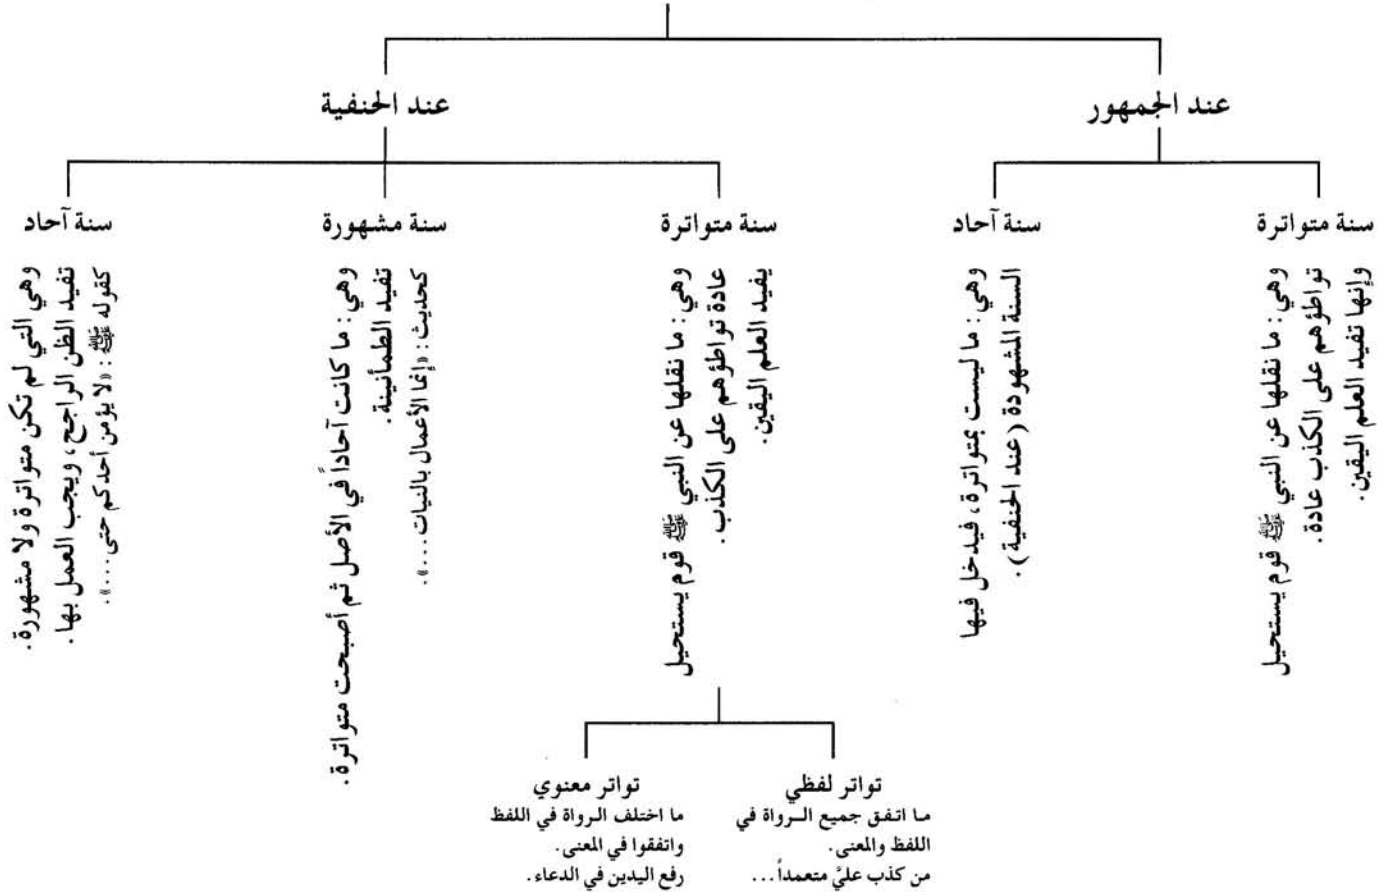 عند الجمهور
عند الحنفية
سنة متواترة
وهي : ما نقلها عن النبي ﷺ قوم يستحيل
تواطؤهم على الكذب عادة.
وإنها تفيد العلم اليقين.
سنة آحاد
وهي : ما ليست بمتواترة، فيدخل فيها
السنة المشهودة (عند الحنفية).
سنة متواترة
وهي : ما نقلها عن النبي ﷺ قوم يستحيل
عادة تواطؤهم على الكذب.
يفيد العلم اليقين.
تواتر لفظي
ما اتفق جميع الرواة في
اللفظ والمعنى.
من كذب عليَّ متعمداً...
تواتر معنوي
ما اختلف الرواة في اللفظ
واتفقوا في المعنى.
رفع اليدين في الدعاء.
سنة مشهورة
وهي : ما كانت آحاداً في الأصل ثم أصبحت متواترة.
تفيد الطمأنينة.
كحديث : «إنما الأعمال بالنيات...».
سنة آحاد
وهي التي لم تكن متواترة ولا مشهورة.
تفيد الظن الراجح، ويجب العمل بها.
كقوله ﷺ : «لا يؤمن أحدكم حتى...».